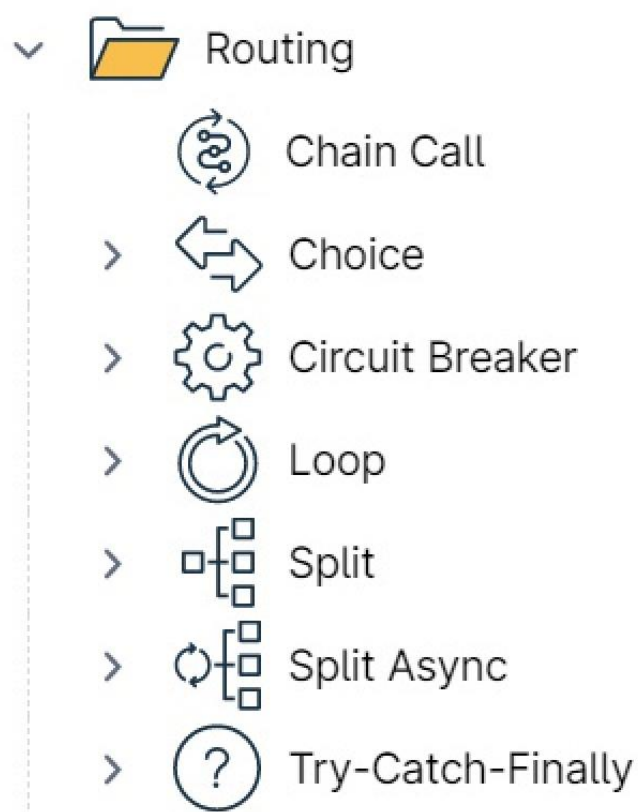 Routing
Chain Call
Choice
Circuit Breaker
Loop
Split
Split Async
Try-Catch-Finally